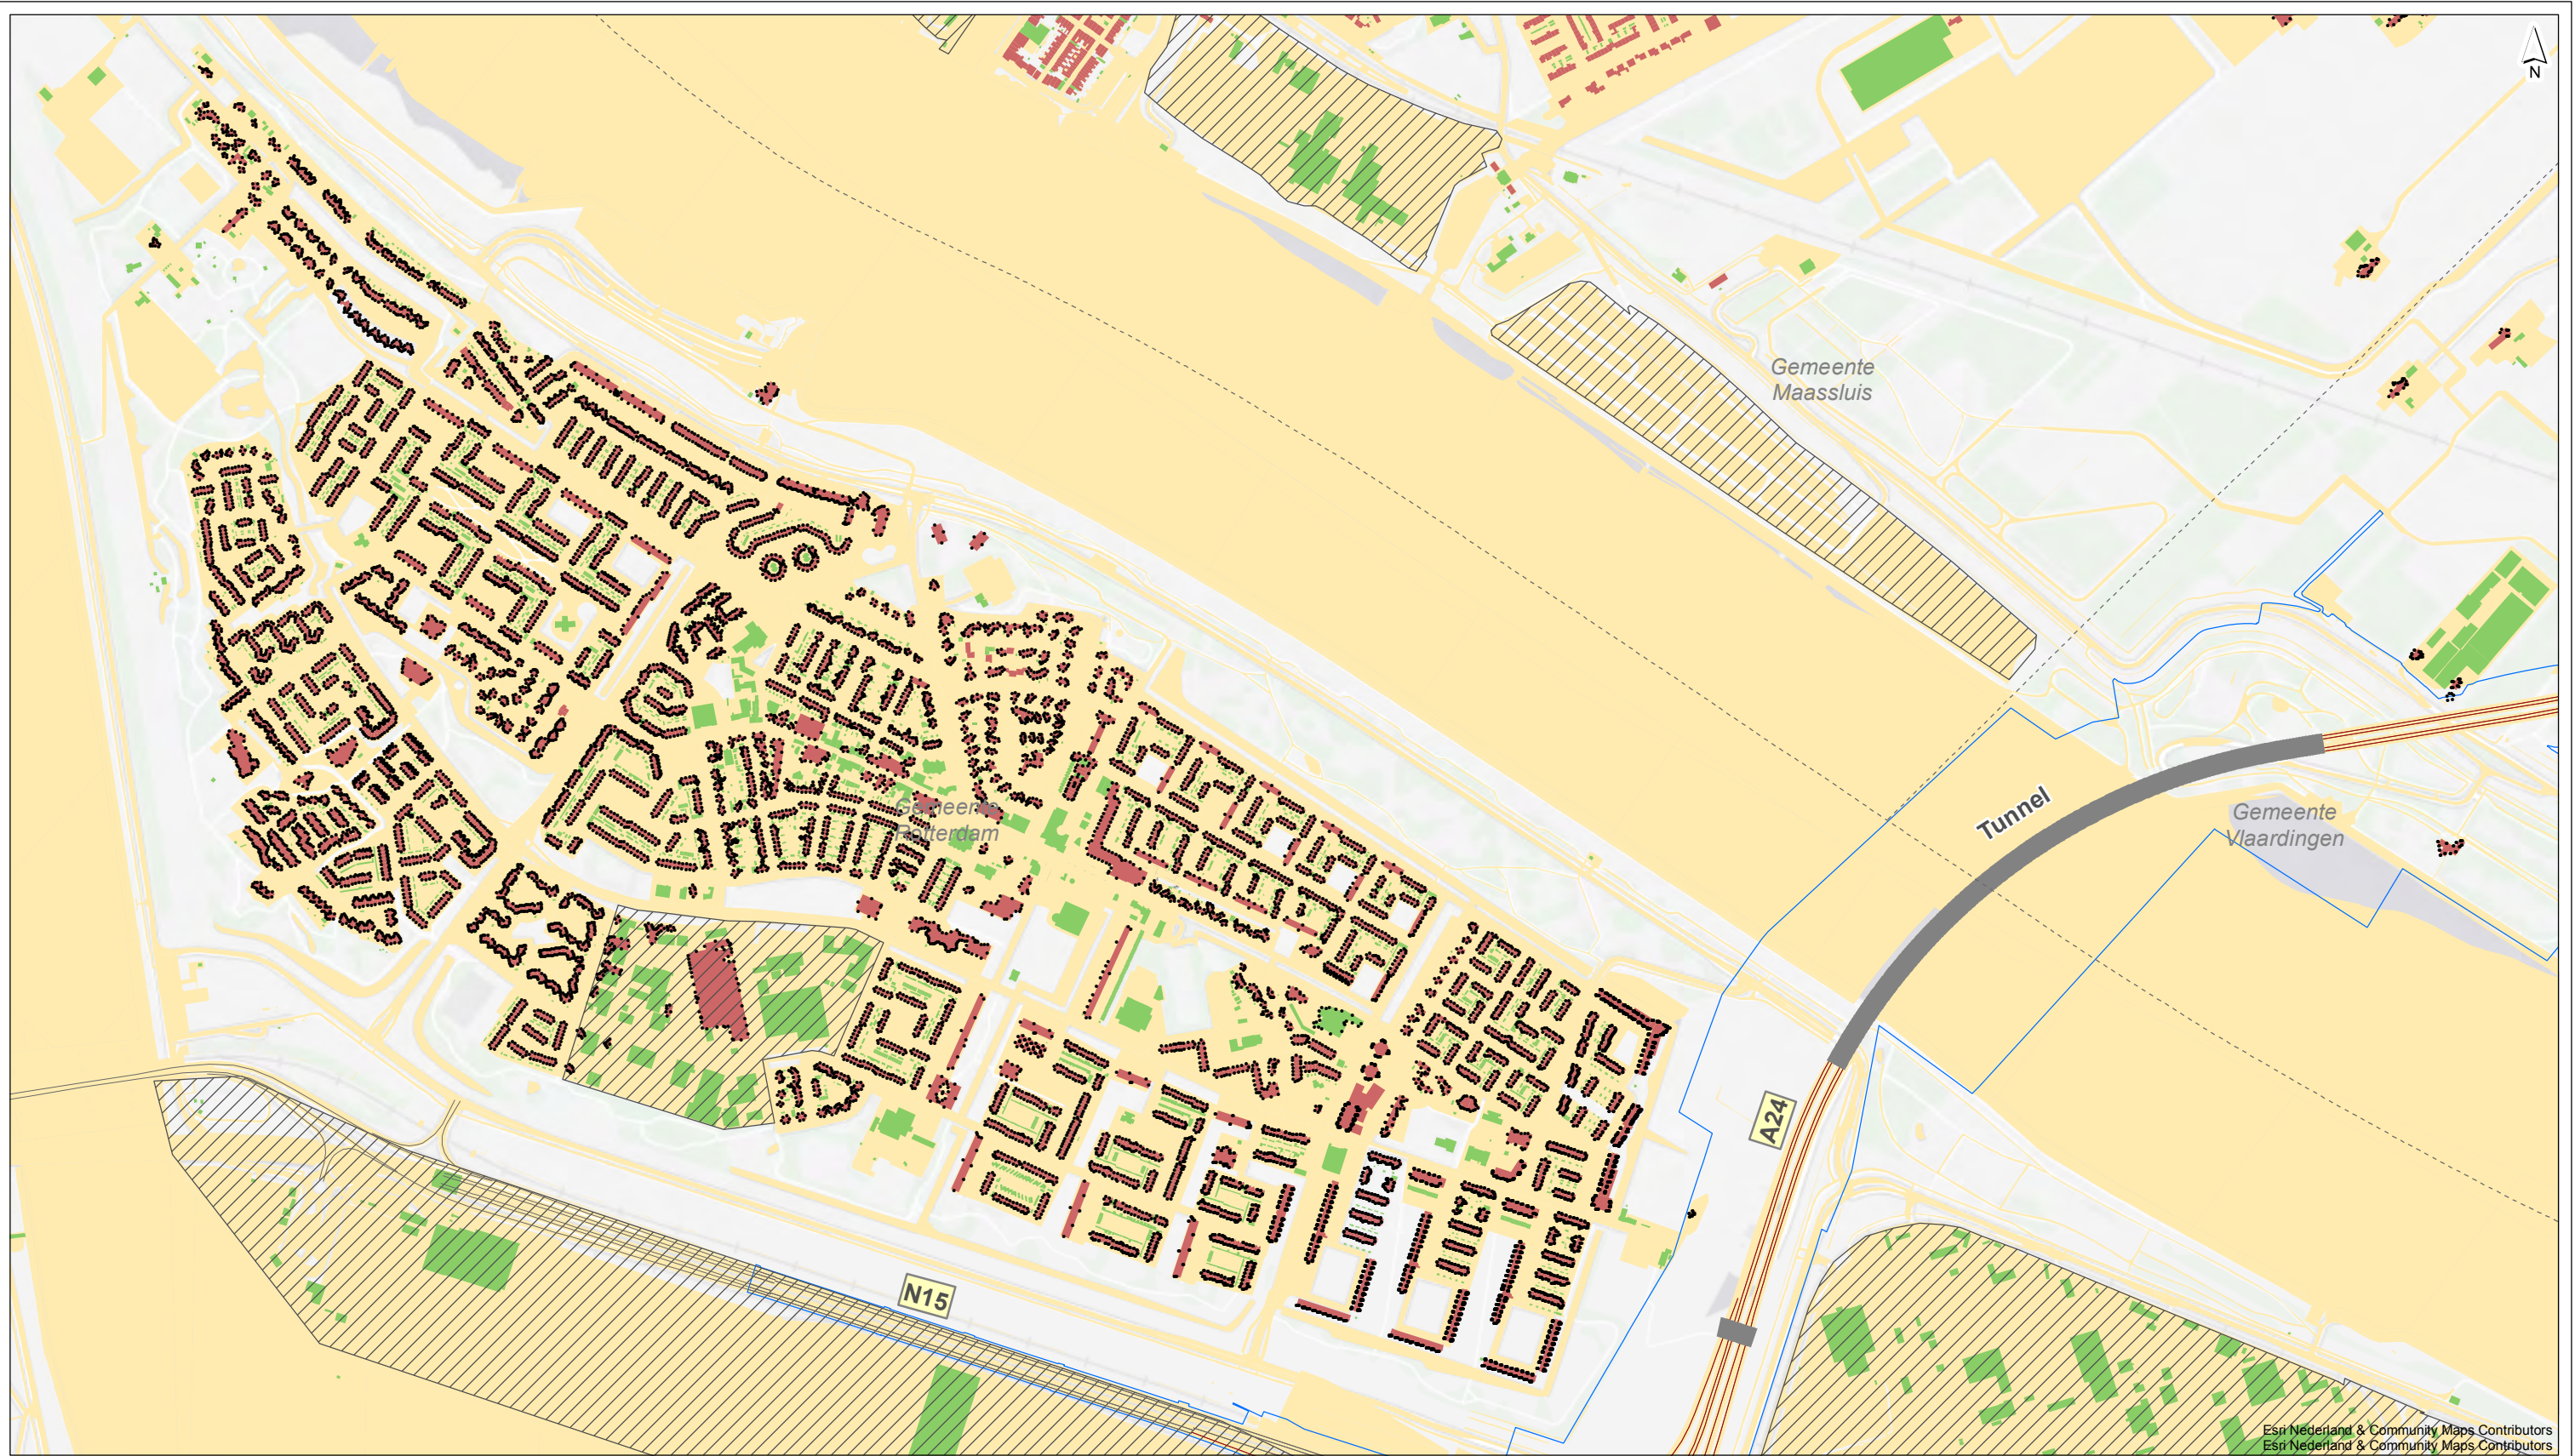 N
Gemeente
Maassluis
Tunnel
Gemeente
Vlaardingen
Gemeente
Rotterdam
A24
N15
Esri Nederland & Community Maps Contributors
Esri Nederland & Community Maps Contributors